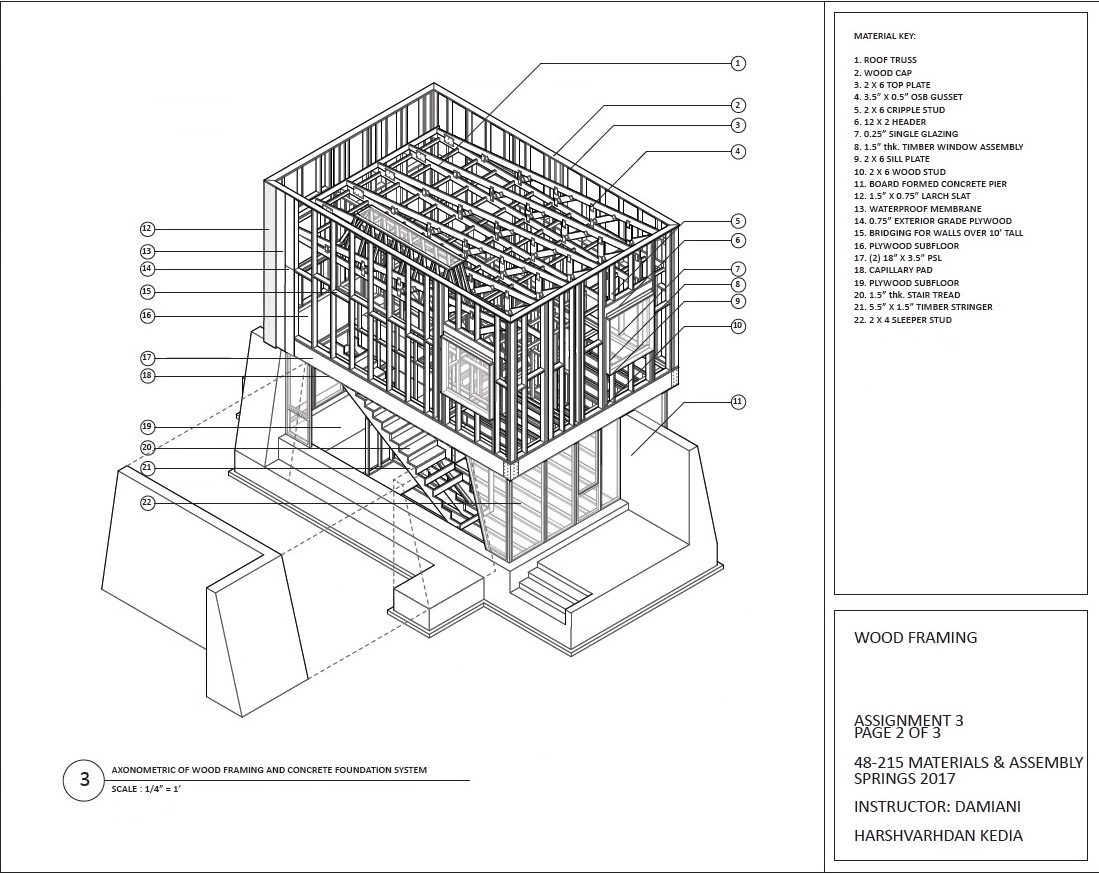 1
2
3
4
5
6
7
8
9
10
11
12
13
14
15
16
17
18
19
20
21
22
3
AXONOMETRIC OF WOOD FRAMING AND CONCRETE FOUNDATION SYSTEM
SCALE : 1/4" = 1'
MATERIAL KEY:
1. ROOF TRUSS
2. WOOD CAP
3. 2 X 6 TOP PLATE
4. 3.5" X 0.5" OSB GUSSET
5. 2 X 6 CRIPPLE STUD
6. 12 X 2 HEADER
7. 0.25" SINGLE GLAZING
8. 1.5" thk. TIMBER WINDOW ASSEMBLY
9. 2 X 6 SILL PLATE
10. 2 X 6 WOOD STUD
11. BOARD FORMED CONCRETE PIER
12. 1.5" X 0.75" LARCH SLAT
13. WATERPROOF MEMBRANE
14. 0.75" EXTERIOR GRADE PLYWOOD
15. BRIDGING FOR WALLS OVER 10' TALL
16. PLYWOOD SUBFLOOR
17. (2) 18" X 3.5" PSL
18. CAPILLARY PAD
19. PLYWOOD SUBFLOOR
20. 1.5" thk. STAIR TREAD
21. 5.5" X 1.5" TIMBER STRINGER
22. 2 X 4 SLEEPER STUD
WOOD FRAMING
ASSIGNMENT 3
PAGE 2 OF 3
48-215 MATERIALS & ASSEMBLY
SPRINGS 2017
INSTRUCTOR: DAMIANI
HARSHVARHDAN KEDIA